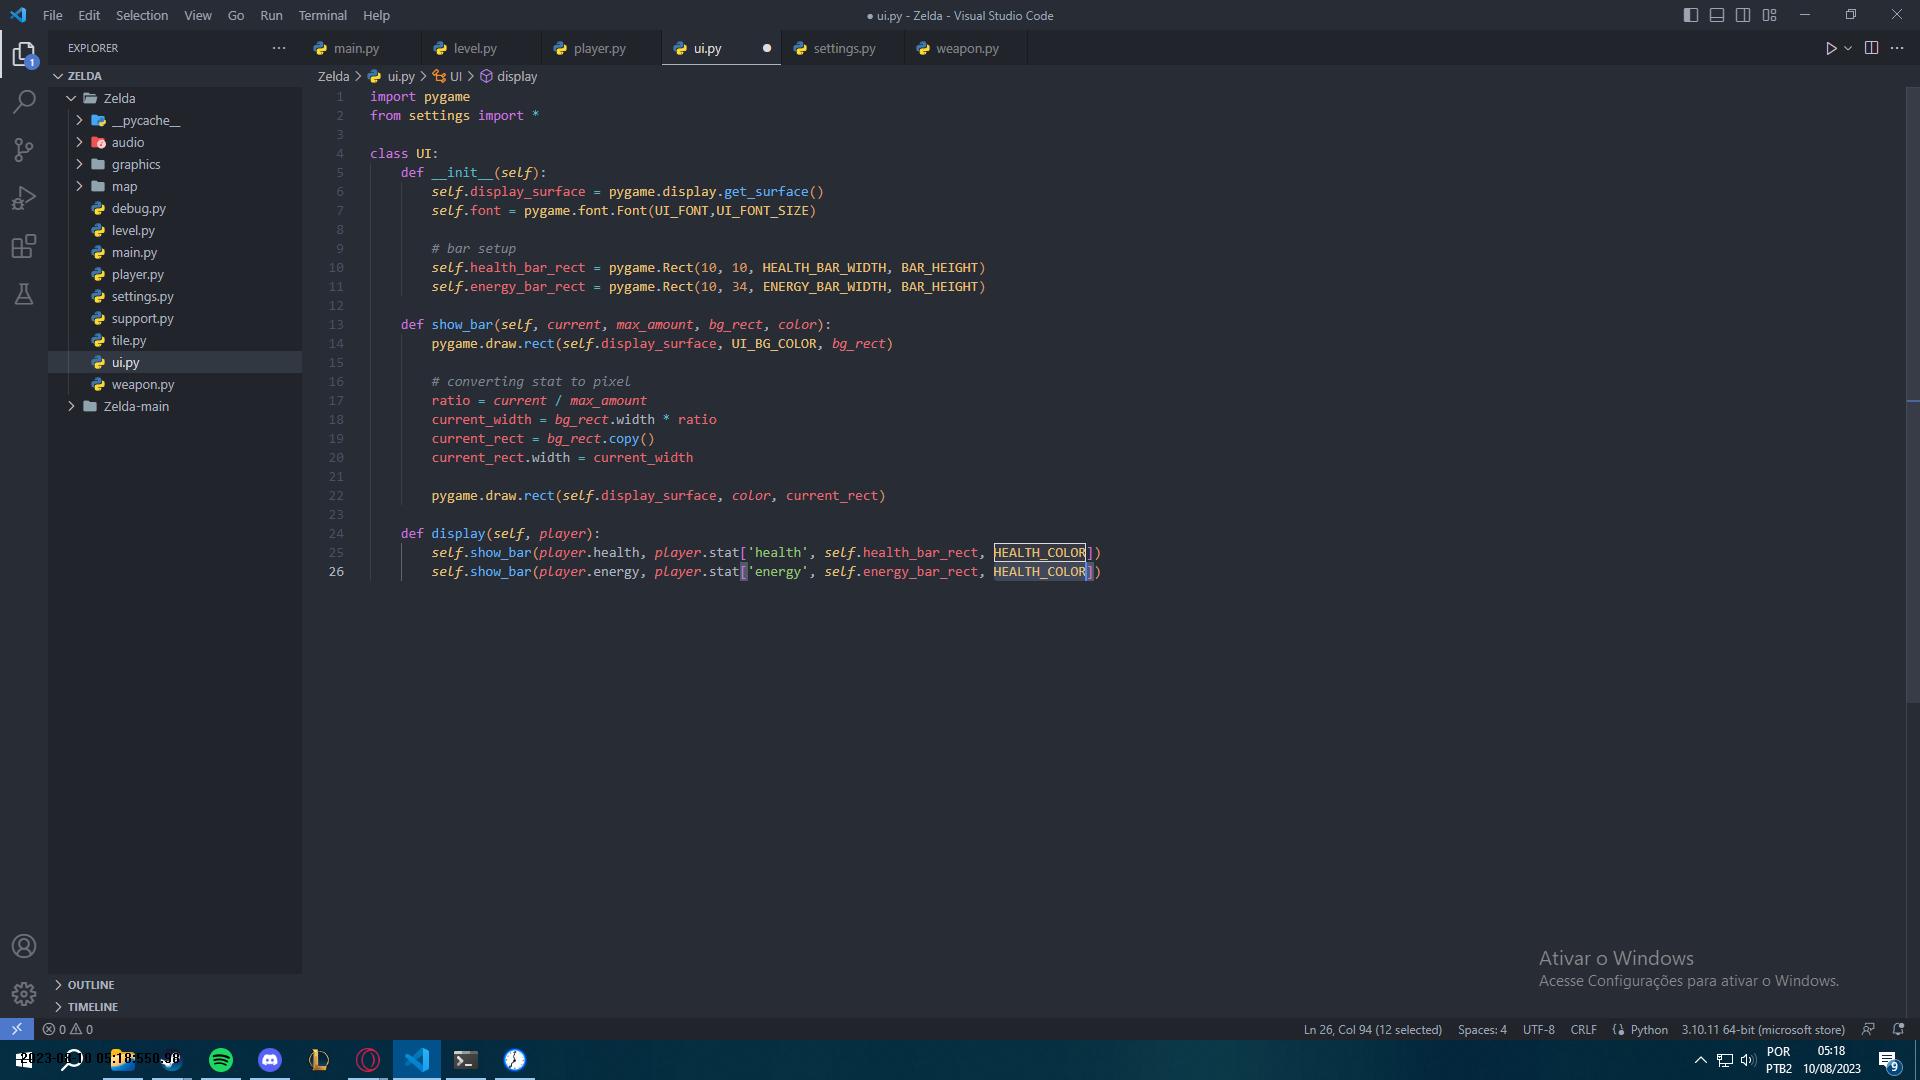 File Edit Selection View Go Run Terminal Help
● ui.py - Zelda - Visual Studio Code
EXPLORER
main.py level.py player.py ui.py settings.py weapon.py
1
ZELDA
Zelda > ui.py > UI > display
Zelda
__pycache__
audio
graphics
map
debug.py
level.py
main.py
player.py
settings.py
support.py
tile.py
ui.py
weapon.py
Zelda-main
1 import pygame
2 from settings import *
3
4 class UI:
5 def __init__(self):
6 self.display_surface = pygame.display.get_surface()
7 self.font = pygame.font.Font(UI_FONT,UI_FONT_SIZE)
8
9 # bar setup
10 self.health_bar_rect = pygame.Rect(10, 10, HEALTH_BAR_WIDTH, BAR_HEIGHT)
11 self.energy_bar_rect = pygame.Rect(10, 34, ENERGY_BAR_WIDTH, BAR_HEIGHT)
12
13 def show_bar(self, current, max_amount, bg_rect, color):
14 pygame.draw.rect(self.display_surface, UI_BG_COLOR, bg_rect)
15
16 # converting stat to pixel
17 ratio = current / max_amount
18 current_width = bg_rect.width * ratio
19 current_rect = bg_rect.copy()
20 current_rect.width = current_width
21
22 pygame.draw.rect(self.display_surface, color, current_rect)
23
24 def display(self, player):
25 self.show_bar(player.health, player.stat['health', self.health_bar_rect, HEALTH_COLOR])
26 self.show_bar(player.energy, player.stat['energy', self.energy_bar_rect, HEALTH_COLOR])
Ativar o Windows
Acesse Configurações para ativar o Windows.
OUTLINE
TIMELINE
0 0
Ln 26, Col 94 (12 selected) Spaces: 4 UTF-8 CRLF Python 3.10.11 64-bit (microsoft store)
POR
PTB2
05:18
10/08/2023
9